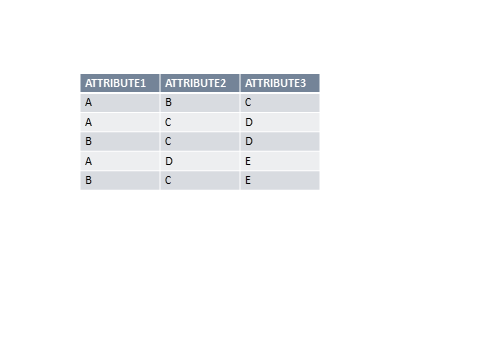 ATTRIBUTE1 ATTRIBUTE2 ATTRIBUTE3
A B C
A C D
B C D
A D E
B C E